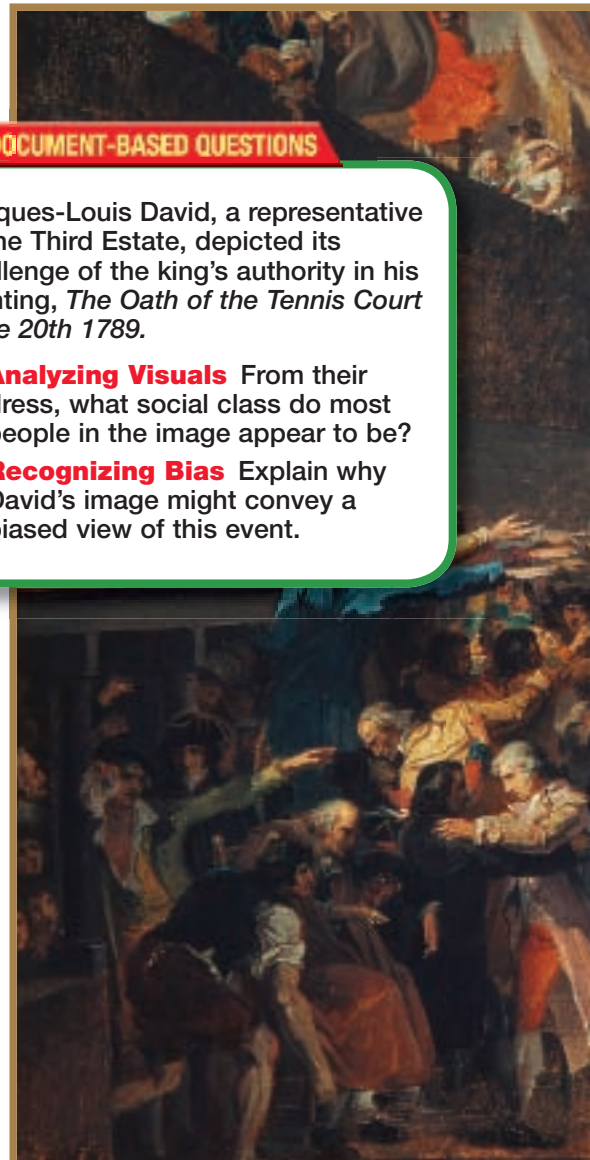 DOCUMENT-BASED QUESTIONS
ques-Louis David, a representative
he Third Estate, depicted its
llenge of the king's authority in his
nting, The Oath of the Tennis Court
e 20th 1789.
Analyzing Visuals From their
dress, what social class do most
people in the image appear to be?
Recognizing Bias Explain why
David's image might convey a
biased view of this event.